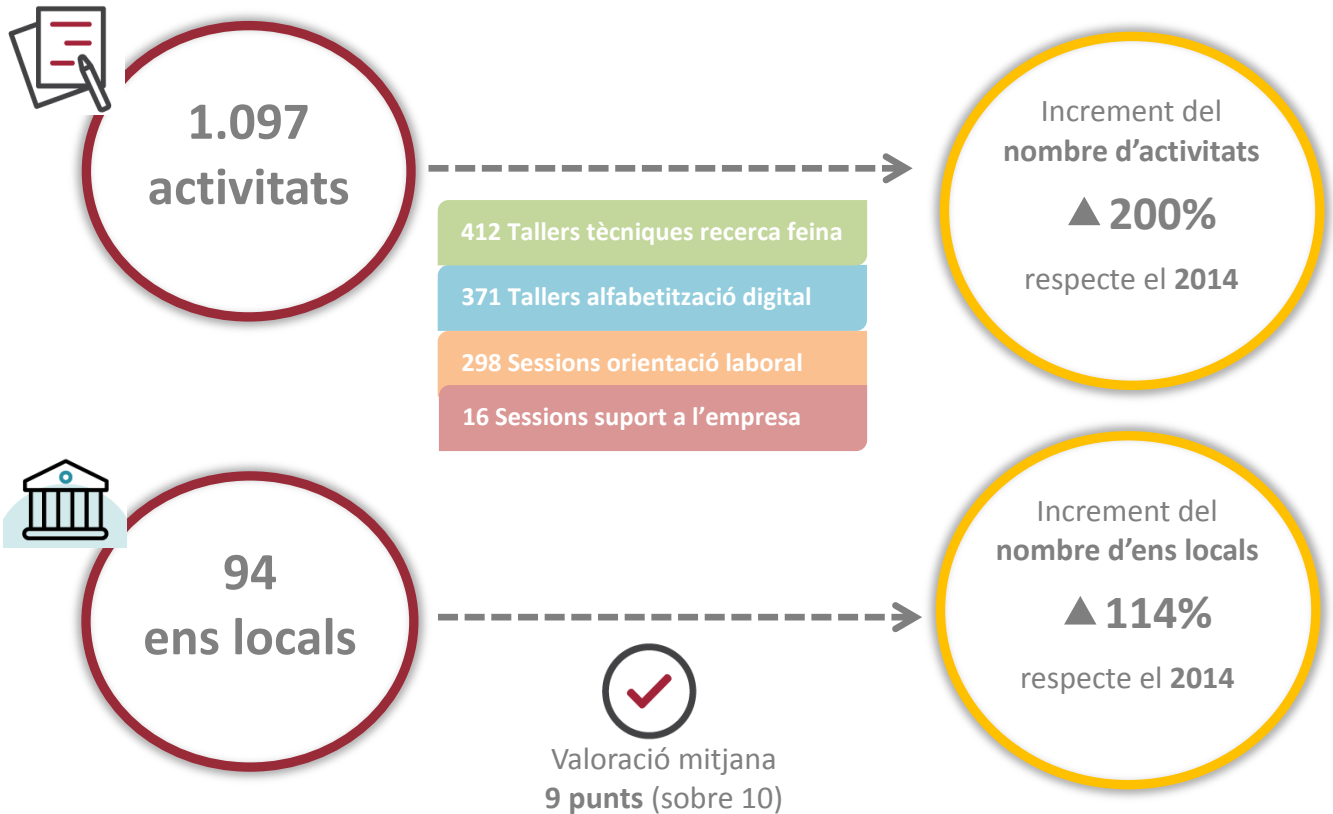 1.097
activitats
412 Tallers tècniques recerca feina
371 Tallers alfabetització digital
298 Sessions orientació laboral
16 Sessions suport a l'empresa
Increment del
nombre d'activitats
▲ 200%
respecte el 2014
94
ens locals
Valoració mitjana
9 punts (sobre 10)
Increment del
nombre d'ens locals
▲ 114%
respecte el 2014